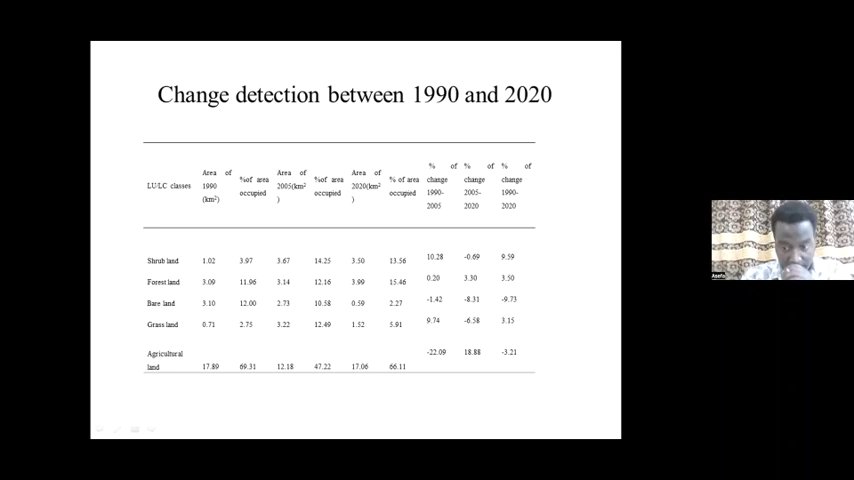 Change detection between 1990 and 2020
LULC classes Area of 1990 (km²) %of area occupied Area of 2005(km²) %of area occupied Area of 2020(km²) % of area occupied % of change 1990-2005 % of change 2005-2020 % of change 1990-2020
Shrub land 1.02 3.97 3.67 14.25 3.50 13.56 10.28 -0.69 9.59
Forest land 3.09 11.96 3.14 12.16 3.99 15.46 0.20 3.30 3.50
Bare land 3.10 12.00 2.73 10.58 0.59 2.27 -1.42 -8.31 -9.73
Grass land 0.71 2.75 3.22 12.49 1.52 5.91 9.74 -6.58 3.15
Agricultural land 17.89 69.31 12.18 47.22 17.06 66.11 -22.09 18.88 -3.21
Asefa